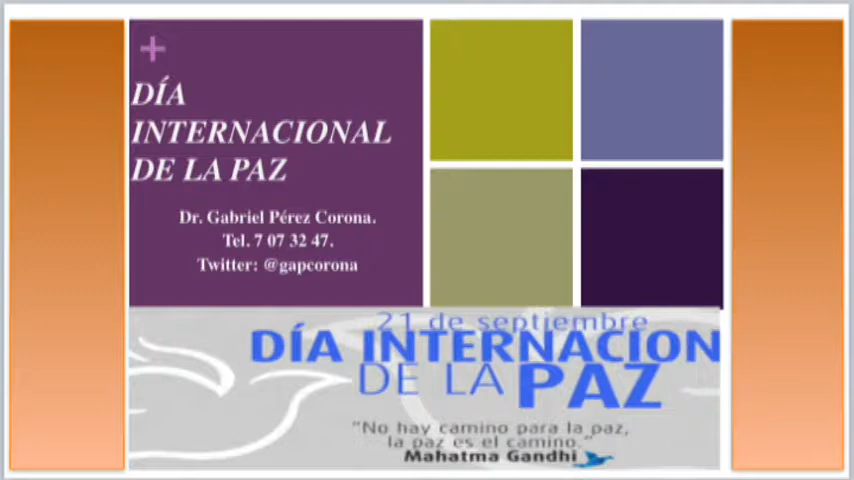 +
DÍA
INTERNACIONAL
DE LA PAZ
Dr. Gabriel Pérez Corona.
Tel. 7 07 32 47.
Twitter: @gapcorona
21 de septiembre
DÍA INTERNACION
DE LA PAZ
“No hay camino para la paz,
la paz es el camino.”
Mahatma Gandhi